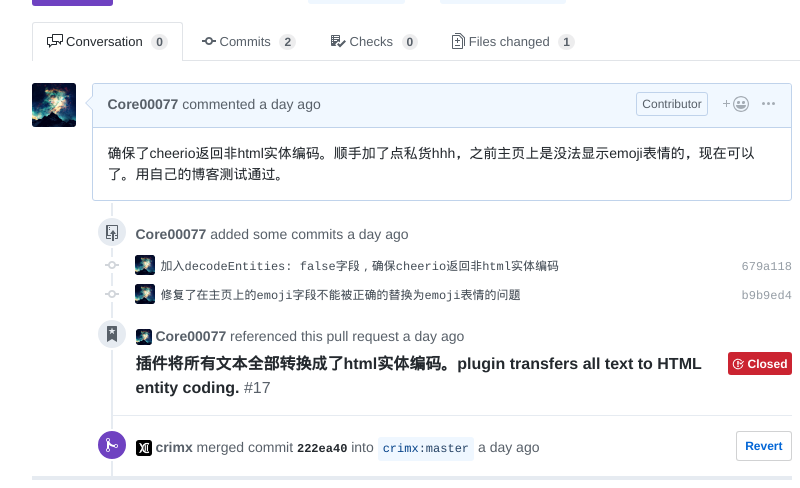 Conversation 0 Commits 2 Checks 0 Files changed 1
Core00077 commented a day ago Contributor + ...
确保了cheerio返回非html实体编码。顺手加了点私货hhh，之前主页上是没法显示emoji表情的，现在可以
了。用自己的博客测试通过。
Core00077 added some commits a day ago
加入decodeEntities: false字段，确保cheerio返回非html实体编码 679a118
修复了在主页上的emoji字段不能被正确的替换为emoji表情的问题 b9b9ed4
Core00077 referenced this pull request a day ago
插件将所有文本全部转换成了html实体编码。plugin transfers all text to HTML Closed
entity coding. #17
crimx merged commit 222ea40 into crimx:master a day ago Revert